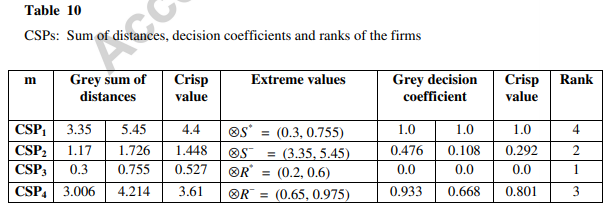 Table 10
CSPs: Sum of distances, decision coefficients and ranks of the firms
m Grey sum of distances Crisp value Extreme values Grey decision coefficient Crisp value Rank
CSP₁ 3.35 5.45 4.4 ⊗S* = (0.3, 0.755) 1.0 1.0 1.0 4
CSP₂ 1.17 1.726 1.448 ⊗S⁻ = (3.35, 5.45) 0.476 0.108 0.292 2
CSP₃ 0.3 0.755 0.527 ⊗R* = (0.2, 0.6) 0.0 0.0 0.0 1
CSP₄ 3.006 4.214 3.61 ⊗R⁻ = (0.65, 0.975) 0.933 0.668 0.801 3